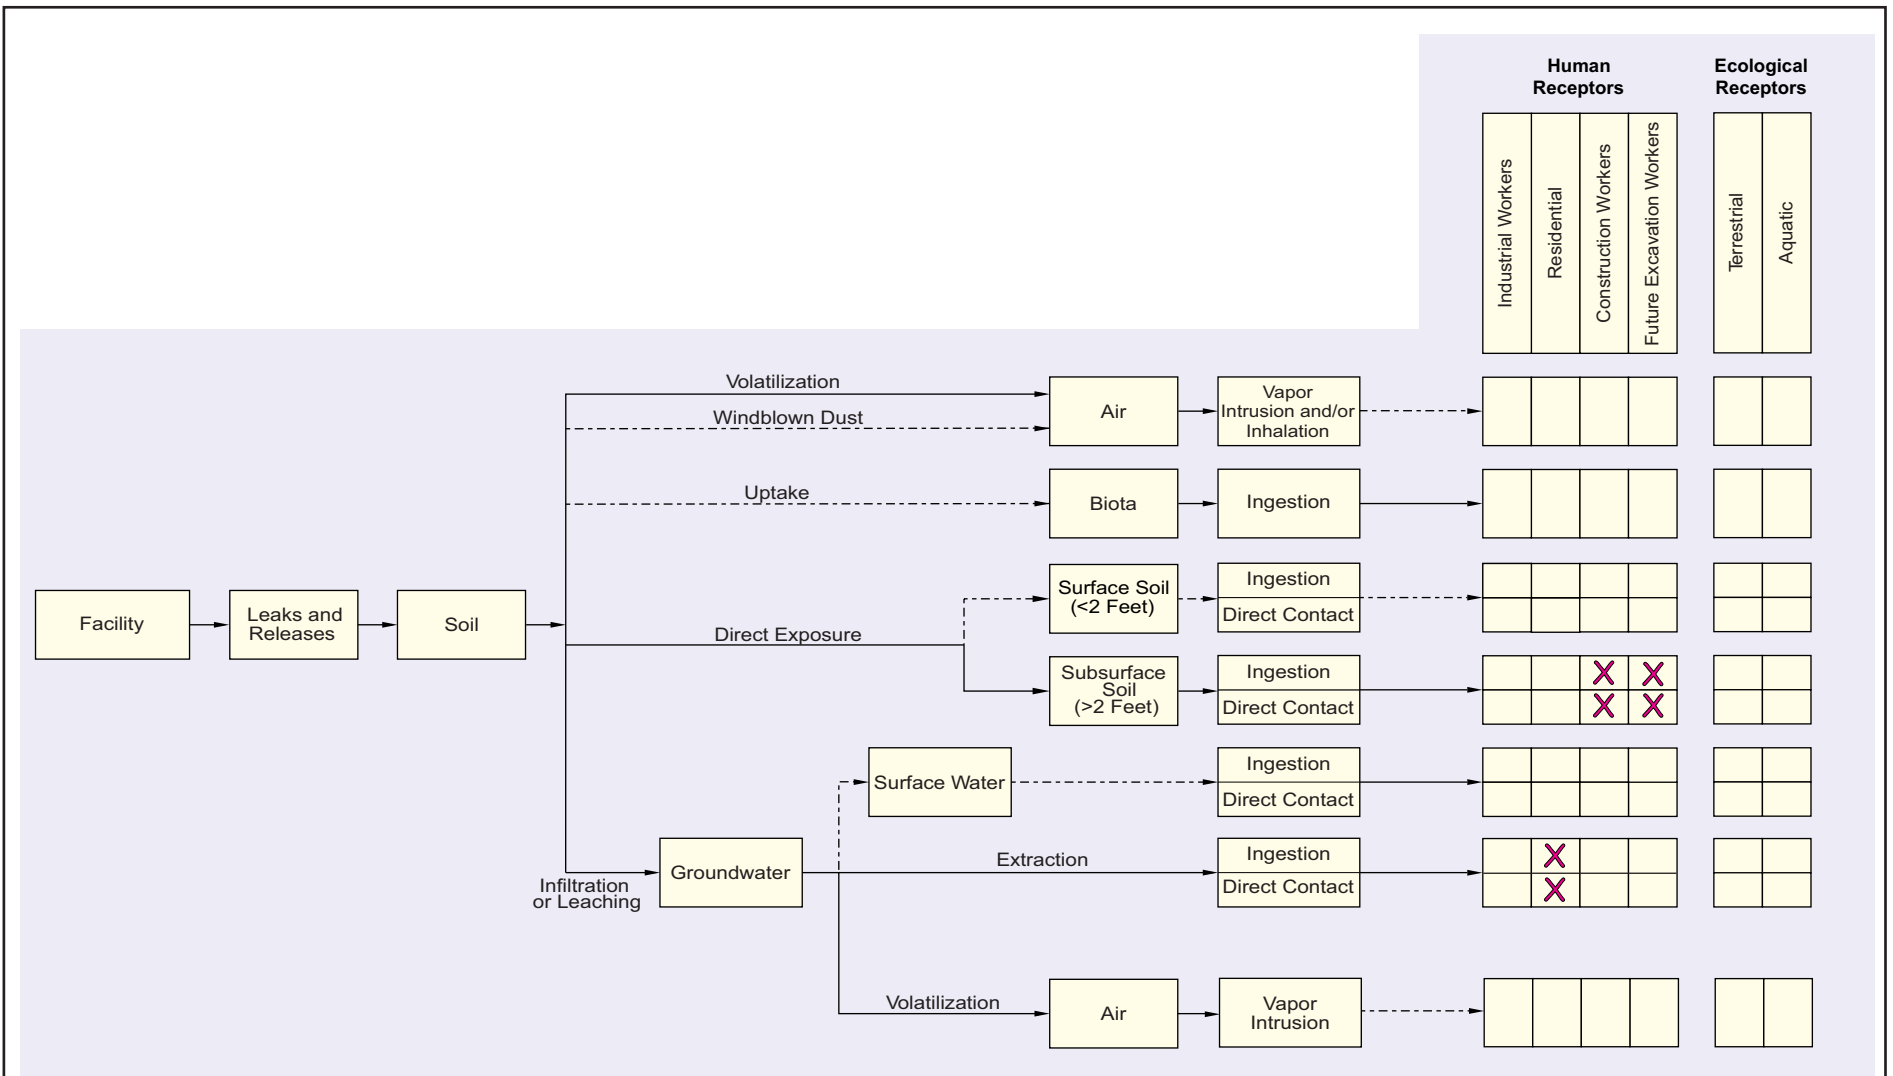 Human
Receptors
Ecological
Receptors
Industrial Workers
Residential
Construction Workers
Future Excavation Workers
Terrestrial
Aquatic
Volatilization
Windblown Dust
Air
Vapor
Intrusion and/or
Inhalation
Uptake
Biota
Ingestion
Facility
Leaks and
Releases
Soil
Direct Exposure
Surface Soil
(<2 Feet)
Ingestion
Direct Contact
Subsurface
Soil
(>2 Feet)
Ingestion
Direct Contact
X X
X X
Surface Water
Ingestion
Direct Contact
Infiltration
or Leaching
Groundwater
Extraction
Ingestion
Direct Contact
X
X
Volatilization
Air
Vapor
Intrusion